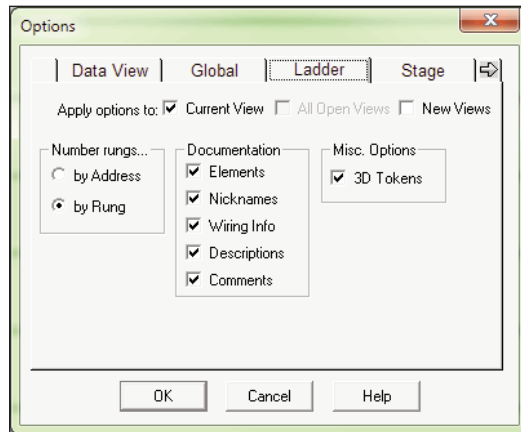 Options
Data View Global Ladder Stage
Apply options to: Current View All Open Views New Views
Number rungs...
by Address
by Rung
Documentation
Elements
Nicknames
Wiring Info
Descriptions
Comments
Misc. Options
3D Tokens
OK Cancel Help